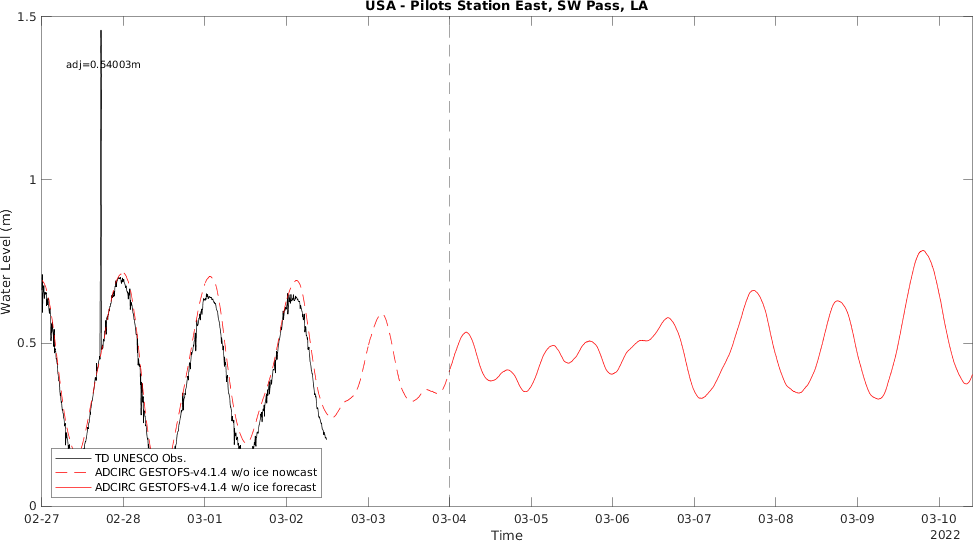 USA - Pilots Station East, SW Pass, LA
1.5
adj=0.54003m
1
0.5
0
Water Level (m)
TD UNESCO Obs.
ADCIRC GESTOFS-v4.1.4 w/o ice nowcast
ADCIRC GESTOFS-v4.1.4 w/o ice forecast
02-27 02-28 03-01 03-02 03-03 03-04 03-05 03-06 03-07 03-08 03-09 03-10
Time 2022